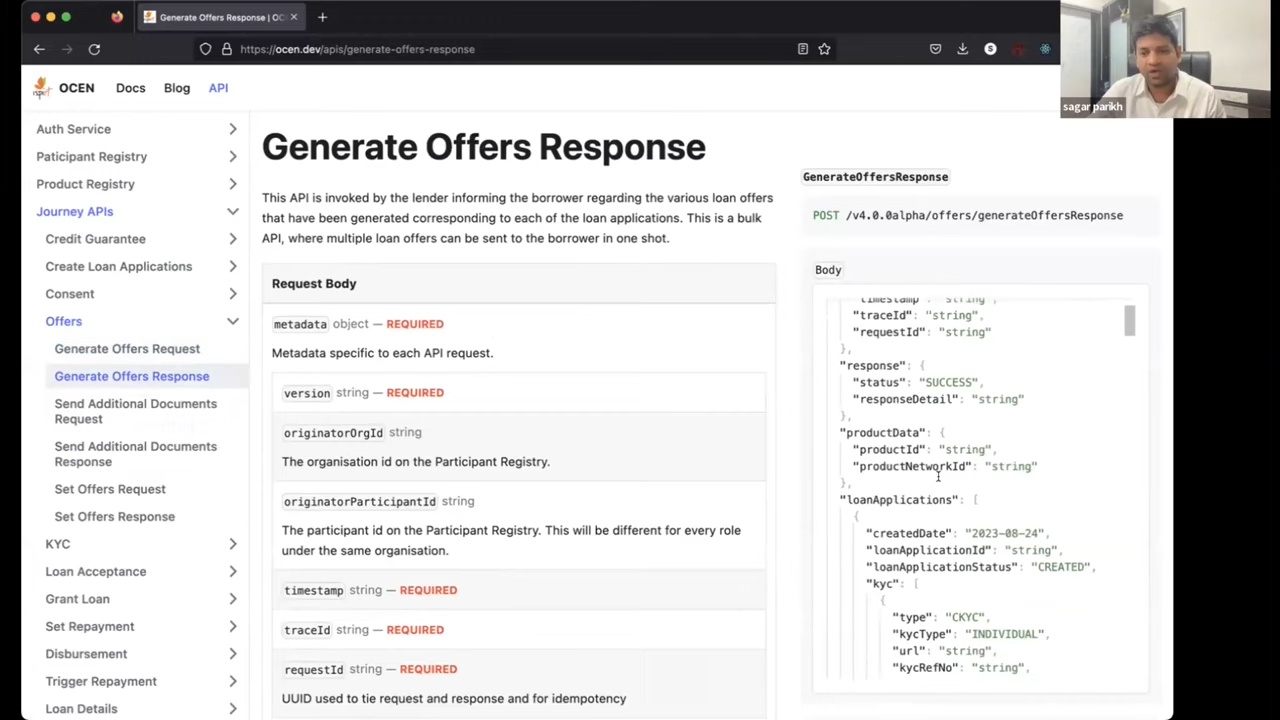 Generate Offers Response | OC
https://ocen.dev/apis/generate-offers-response
S
sagar parikh
OCEN
Docs
Blog
API
Auth Service
Paticipant Registry
Product Registry
Journey APIs
Credit Guarantee
Create Loan Applications
Consent
Offers
Generate Offers Request
Generate Offers Response
Send Additional Documents
Request
Send Additional Documents
Response
Set Offers Request
Set Offers Response
KYC
Loan Acceptance
Grant Loan
Set Repayment
Disbursement
Trigger Repayment
Loan Details
Generate Offers Response
This API is invoked by the lender informing the borrower regarding the various loan offers
that have been generated corresponding to each of the loan applications. This is a bulk
API, where multiple loan offers can be sent to the borrower in one shot.
Request Body
metadata object — REQUIRED
Metadata specific to each API request.
version string — REQUIRED
originatorOrgId string
The organisation id on the Participant Registry.
originatorParticipantId string
The participant id on the Participant Registry. This will be different for every role
under the same organisation.
timestamp string — REQUIRED
traceId string — REQUIRED
requestId string — REQUIRED
UUID used to tie request and response and for idempotency
GenerateOffersResponse
POST /v4.0.0alpha/offers/generateOffersResponse
Body
"timestamp": "string",
"traceId": "string",
"requestId": "string"
},
"response": {
"status": "SUCCESS",
"responseDetail": "string"
},
"productData": {
"productId": "string",
"productNetworkId": "string"
},
"loanApplications": [
{
"createdDate": "2023-08-24",
"loanApplicationId": "string",
"loanApplicationStatus": "CREATED",
"kyc": [
{
"type": "CKYC",
"kycType": "INDIVIDUAL",
"url": "string",
"kycRefNo": "string",